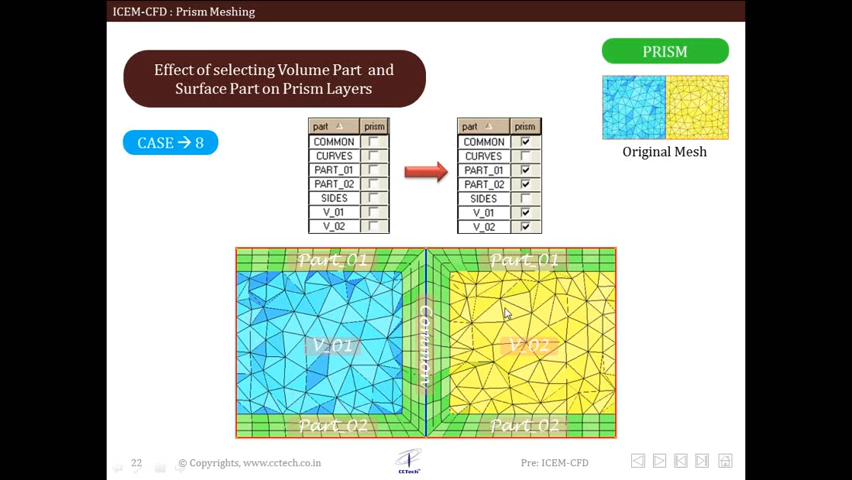 ICEM-CFD : Prism Meshing
Effect of selecting Volume Part and
Surface Part on Prism Layers
PRISM
Original Mesh
CASE → 8
part prism
COMMON
CURVES
PART_01
PART_02
SIDES
V_01
V_02
part prism
COMMON
CURVES
PART_01
PART_02
SIDES
V_01
V_02
Part_01
Part_01
V_01
Common
V_02
Part_02
Part_02
22
© Copyrights, www.cctech.co.in
CCTech
Pre: ICEM-CFD